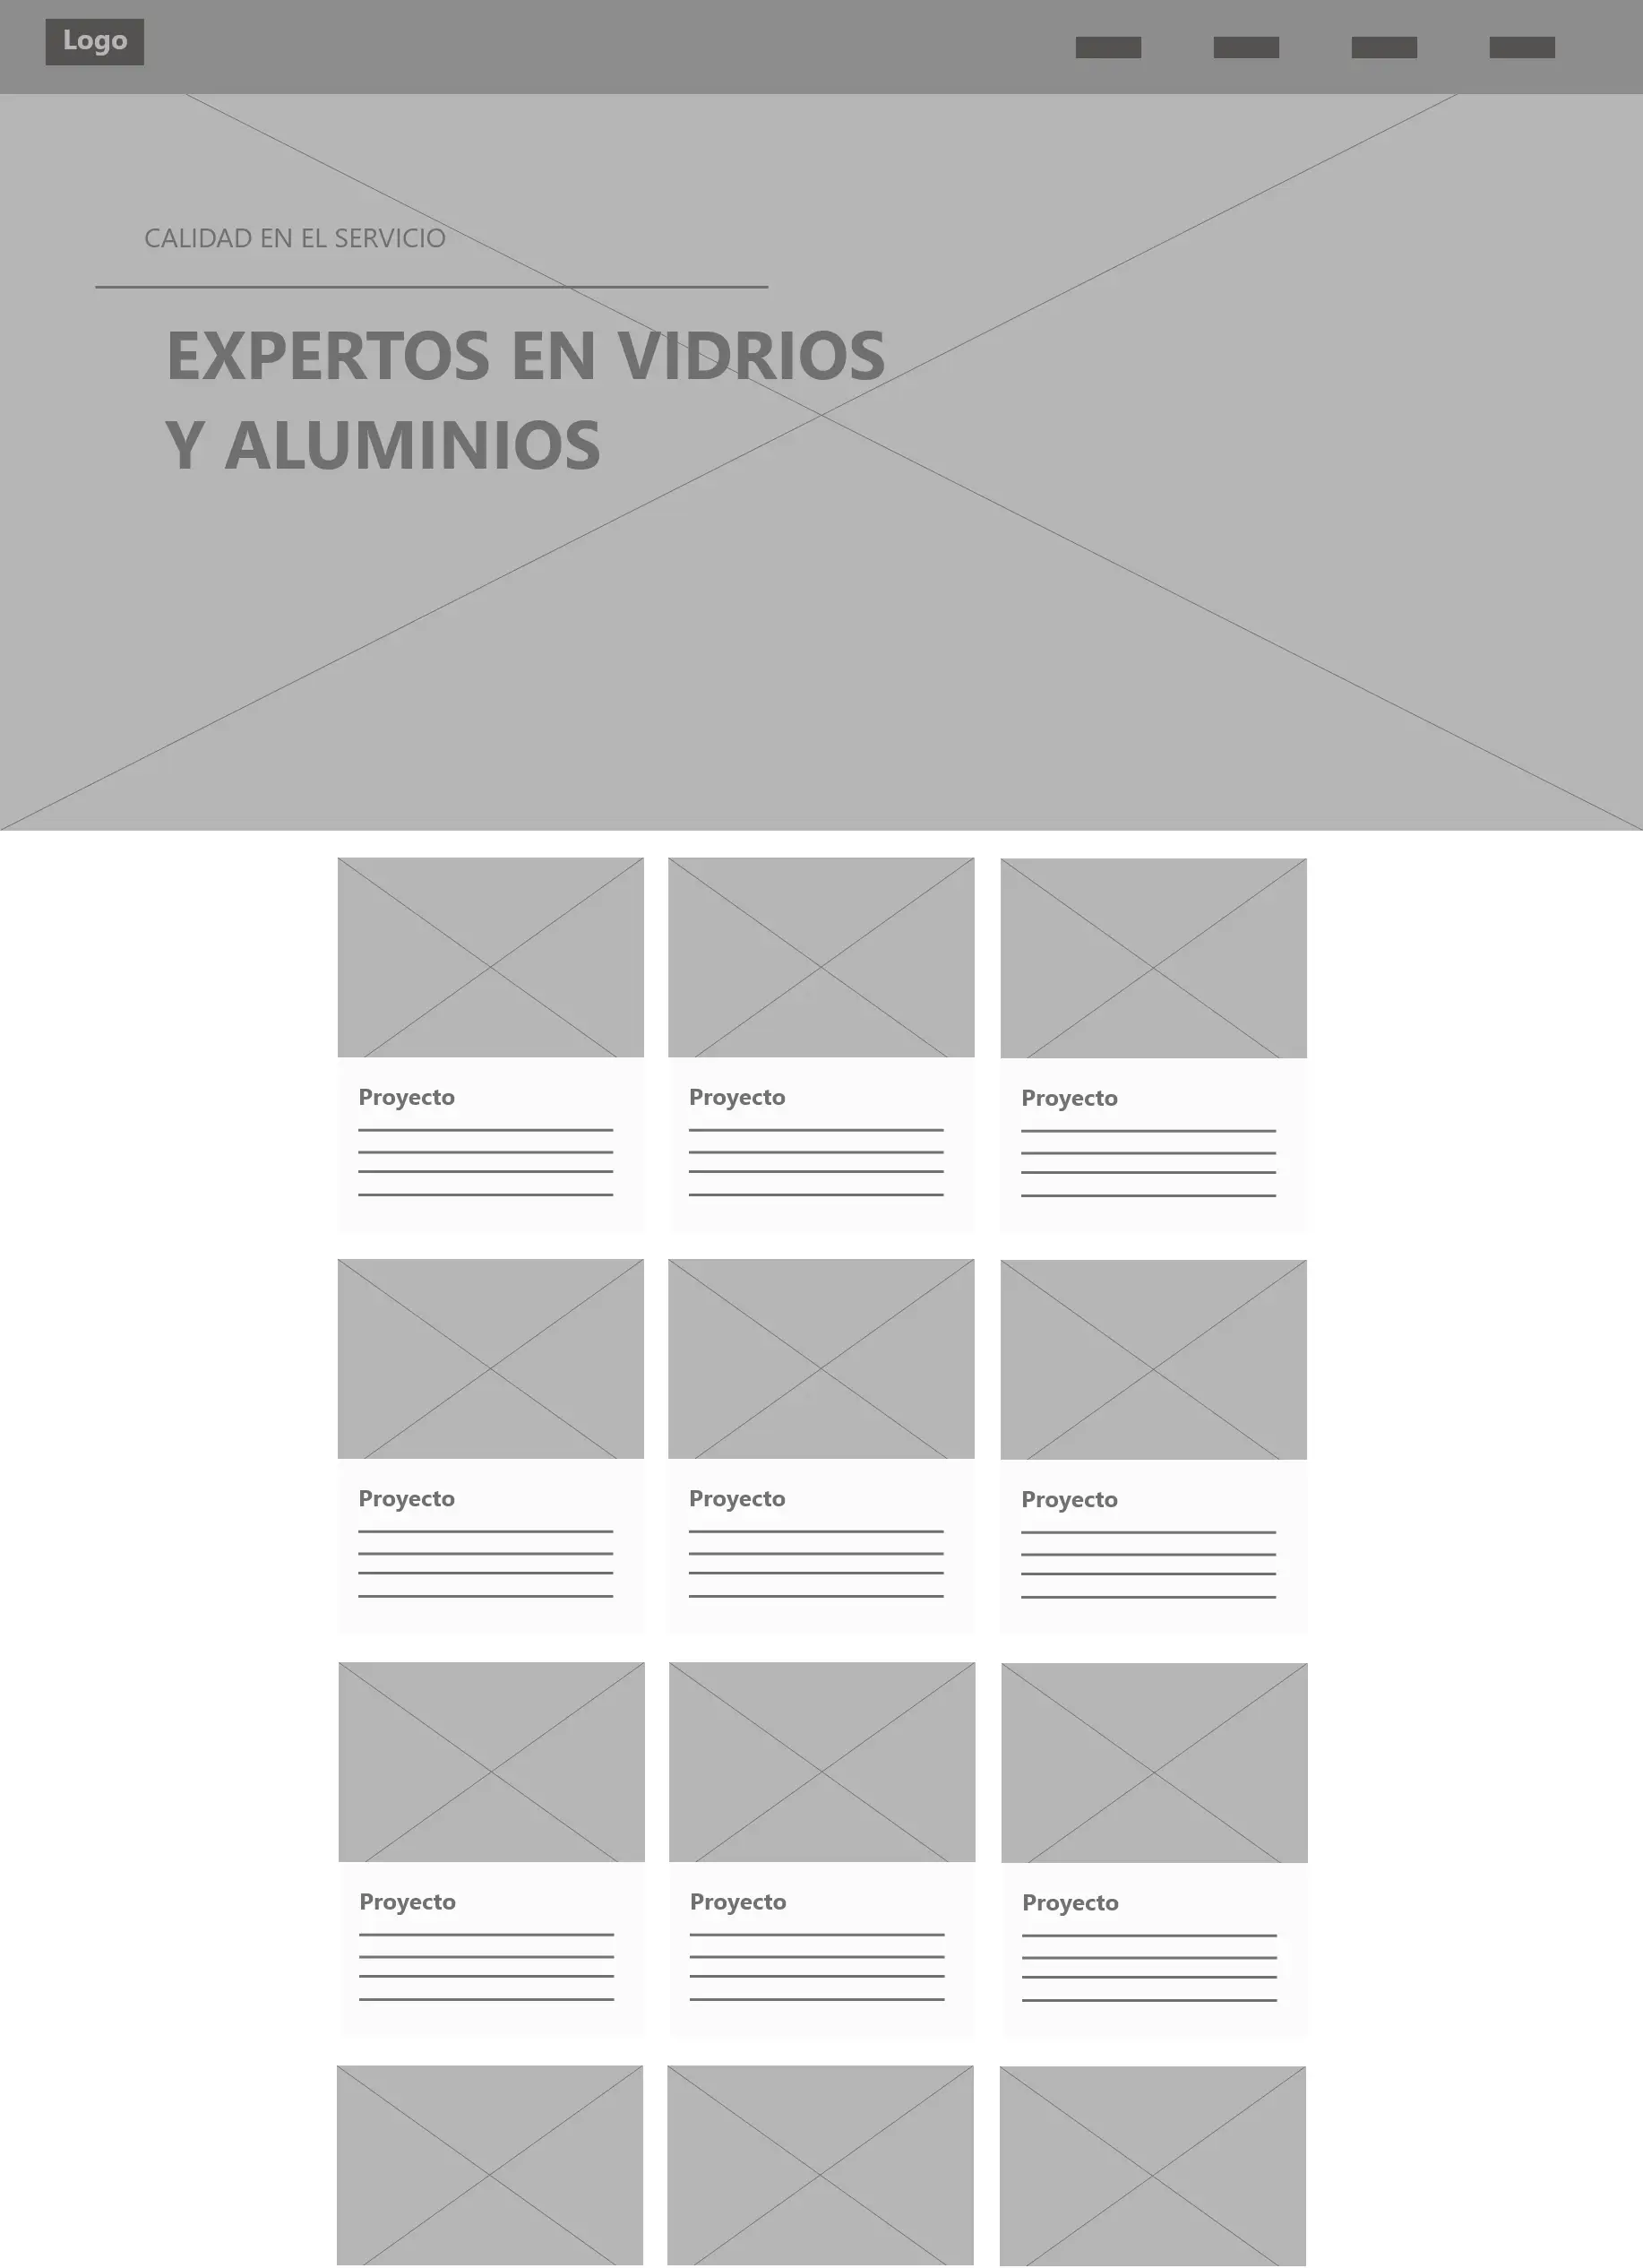 Logo
CALIDAD EN EL SERVICIO
EXPERTOS EN VIDRIOS
Y ALUMINIOS
Proyecto
Proyecto
Proyecto
Proyecto
Proyecto
Proyecto
Proyecto
Proyecto
Proyecto